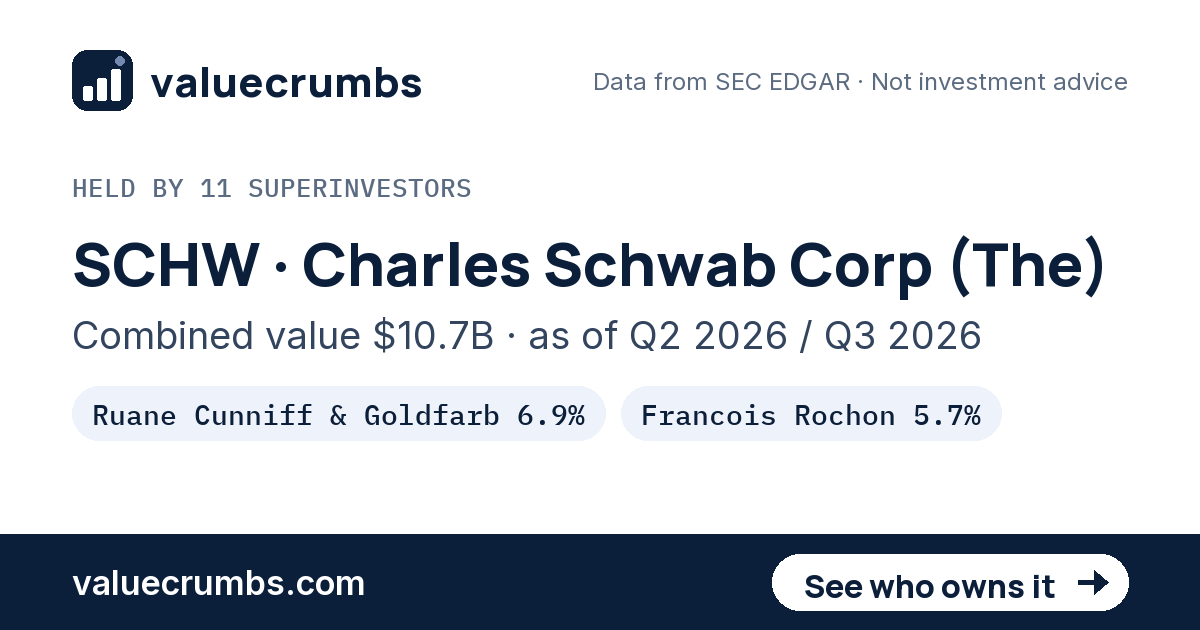 valuecrumbs
Data from SEC EDGAR · Not investment advice
HELD BY 11 SUPERINVESTORS
SCHW · Charles Schwab Corp (The)
Combined value $10.7B · as of Q2 2026 / Q3 2026
Ruane Cunniff & Goldfarb 6.9%
Francois Rochon 5.7%
valuecrumbs.com
See who owns it →